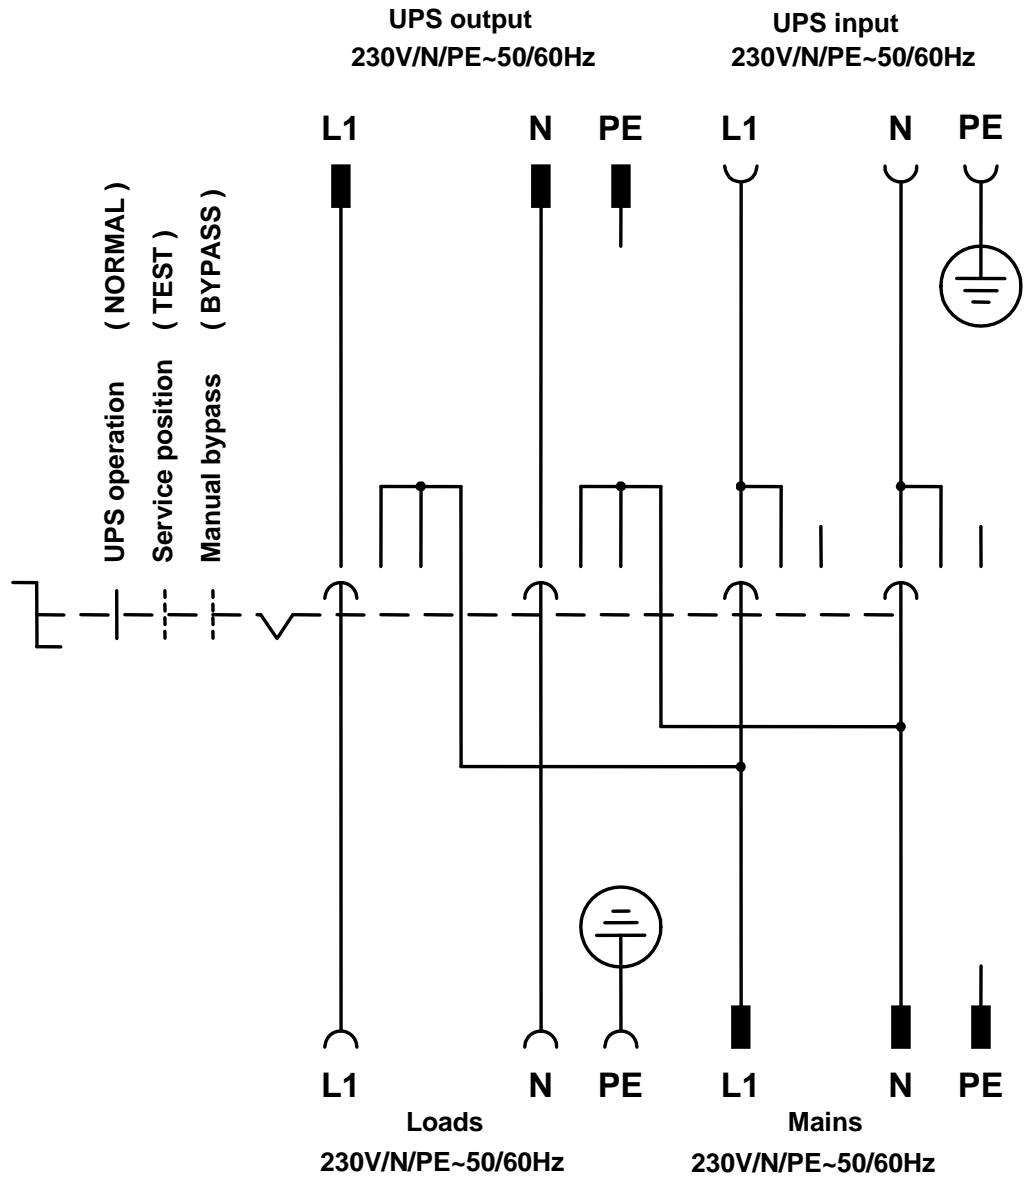 UPS output
230V/N/PE~50/60Hz
UPS input
230V/N/PE~50/60Hz
L1 N PE L1 N PE
UPS operation ( NORMAL )
Service position ( TEST )
Manual bypass ( BYPASS )
L1 N PE L1 N PE
Loads
230V/N/PE~50/60Hz
Mains
230V/N/PE~50/60Hz